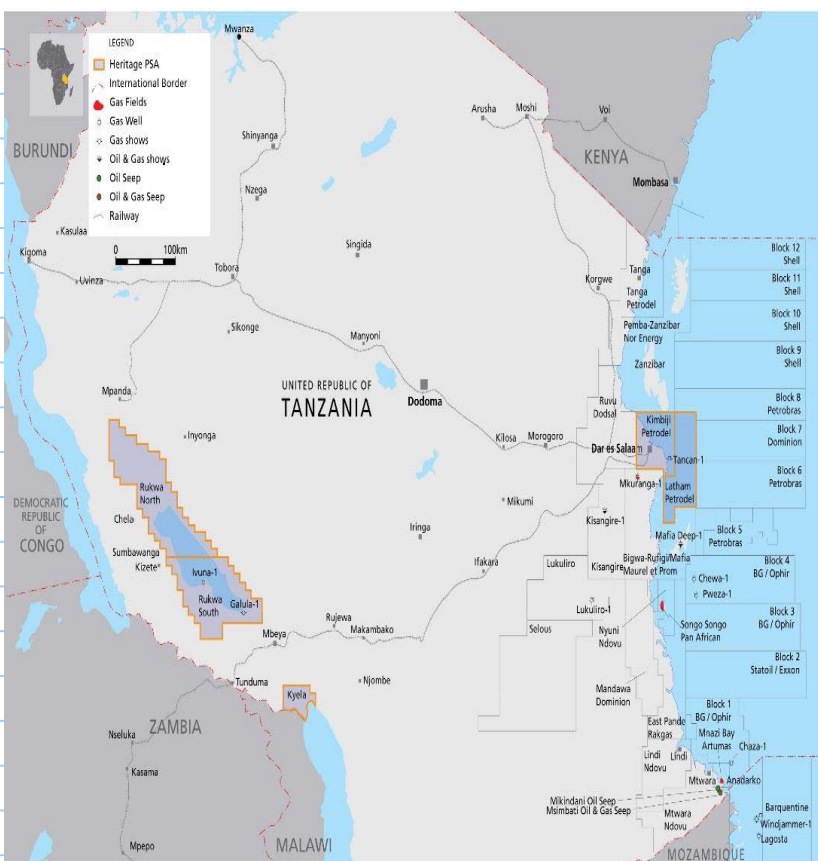 LEGEND
Heritage PSA
International Border
Gas Fields
Gas Well
Gas shows
Oil & Gas shows
Oil Seep
Oil & Gas Seep
Railway
0 100km
Mwanza
BURUNDI
Shinyanga
Nzega
Kasulaa
Kigoma
Uvinza
Tobora
Singida
Arusha
Moshi
Voi
KENYA
Mombasa
Korgwe
Tanga
Tanga
Petrodel
Pemba-Zanzibar
Nor Energy
Zanzibar
Block 12
Shell
Block 11
Shell
Block 10
Shell
Block 9
Shell
Block 8
Petrobras
Block 7
Dominion
Block 6
Petrobras
Sikonge
Manyoni
Mpanda
UNITED REPUBLIC OF
TANZANIA
Dodoma
Inyonga
Kilosa
Morogoro
Ruvu
Dodsal
Dar es Salaam
Kimbiji
Petrodel
Tancan-1
Latham
Petrodel
Mkuranga-1
Mikumi
Kisangire-1
Mafia Deep-1
Block 5
Petrobras
DEMOCRATIC
REPUBLIC
OF
CONGO
Rukwa
North
Chela
Sumbawanga
Kizete
Ivuna-1
Rukwa
South
Galula-1
Iringa
Ifakara
Lukuliro
Kisangire
Bigwa-Rufigi/Mafia
Maurel et Prom
Block 4
BG / Ophir
Chewa-1
Pweza-1
Lukuliro-1
Block 3
BG / Ophir
Songo Songo
Pan African
Selous
Nyuni
Ndovu
Block 2
Statoil / Exxon
Mbeya
Rujewa
Makambako
Tunduma
Kyela
Njombe
Mandawa
Dominion
Block 1
BG / Ophir
East Pande
Rakgas
Mnazi Bay
Artumas
Chaza-1
Lindi
Ndovu
Lindi
Mtwara
Anadarko
ZAMBIA
Nseluka
Kasama
Mpepo
MALAWI
Mikindani Oil Seep
Msimbati Oil & Gas Seep
Mtwara
Ndovu
Barquentine
Windjammer-1
Lagosta
MOZAMBIQUE